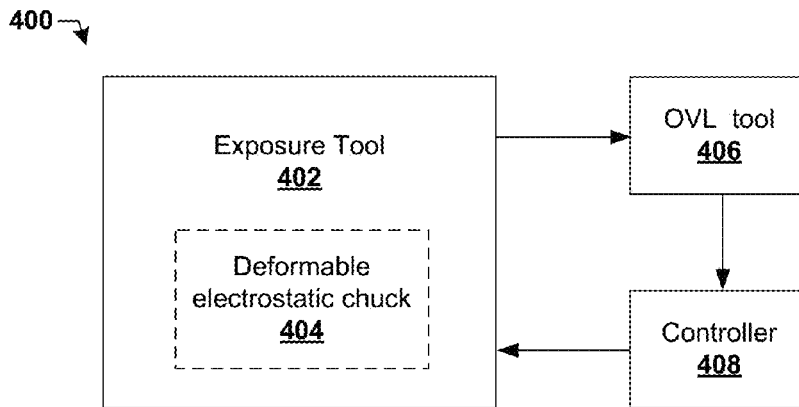 400
Exposure Tool
402
Deformable
electrostatic chuck
404
OVL tool
406
Controller
408